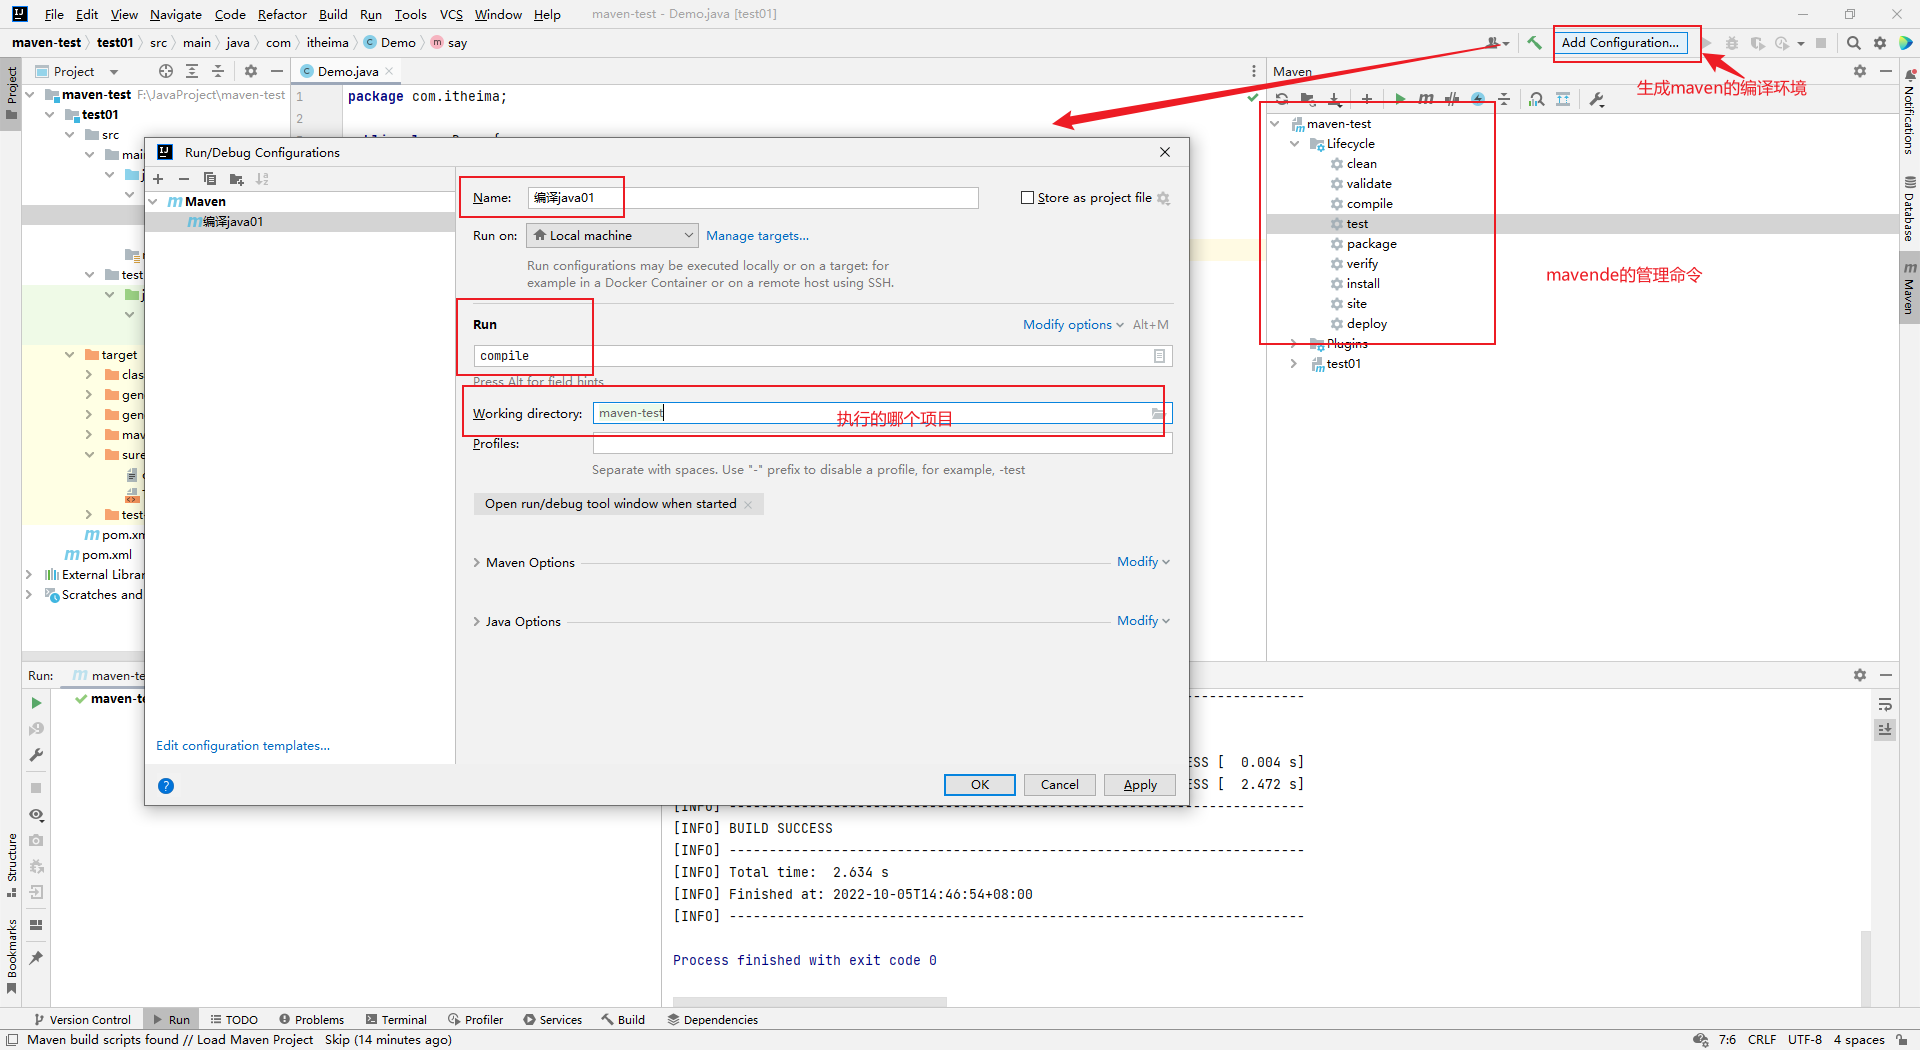 File Edit View Navigate Code Refactor Build Run Tools VCS Window Help maven-test - Demo.java [test01]
maven-test test01 src main java com itheima Demo say
Add Configuration...
生成maven的编译环境
Project
Project
Demo.java
Maven
maven-test F:\JavaProject\maven-test
test01
src
test
target
test
pom.xml
External Librar
Scratches and
1
2
package com.itheima;
maven-test
Lifecycle
clean
validate
compile
test
package
verify
install
site
deploy
Plugins
test01
mavende的管理命令
Notifications
Database
Maven
Run/Debug Configurations
Maven
编译java01
Name: 编译java01
Store as project file
Run on: Local machine Manage targets...
Run configurations may be executed locally or on a target: for
example in a Docker Container or on a remote host using SSH.
Run
Modify options Alt+M
compile
Press Alt for field hints
Working directory: maven-test
执行的哪个项目
Profiles:
Separate with spaces. Use "-" prefix to disable a profile, for example, -test
Open run/debug tool window when started
Maven Options Modify
Java Options Modify
Edit configuration templates...
OK Cancel Apply
Run: maven-te
maven-te
ESS [  0.004 s]
ESS [  2.472 s]
[INFO] ------------------------------------------------------------------------
[INFO] BUILD SUCCESS
[INFO] ------------------------------------------------------------------------
[INFO] Total time:  2.634 s
[INFO] Finished at: 2022-10-05T14:46:54+08:00
[INFO] ------------------------------------------------------------------------
Process finished with exit code 0
Structure
Bookmarks
Version Control Run TODO Problems Terminal Profiler Services Build Dependencies
Maven build scripts found // Load Maven Project Skip (14 minutes ago)
7:6 CRLF UTF-8 4 spaces